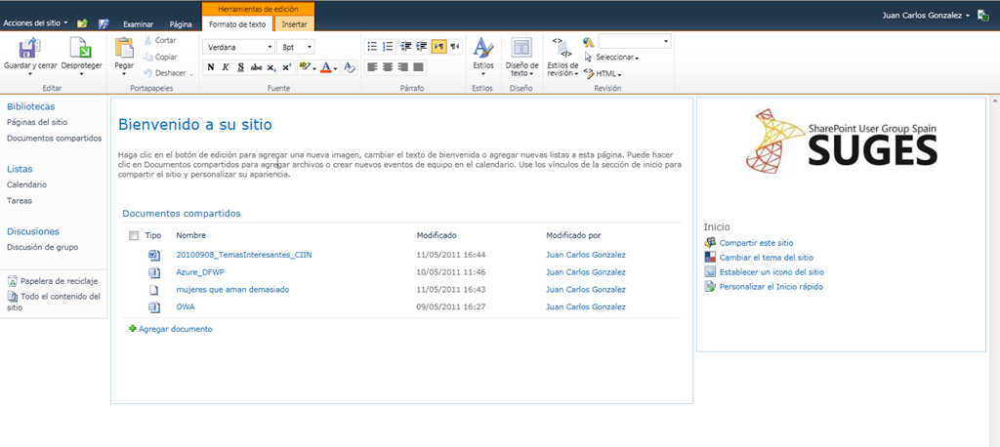 Herramientas de edición
Acciones del sitio
Examinar
Página
Formato de texto
Insertar
Juan Carlos Gonzalez
Guardar y cerrar
Desproteger
Editar
Pegar
Cortar
Copiar
Deshacer
Portapapeles
Verdana
8pt
N K S abc x₂ x²
Fuente
Párrafo
Estilos
Estilos
Diseño de texto
Diseño
Estilos de revisión
Seleccionar
HTML
Revisión
Bibliotecas
Páginas del sitio
Documentos compartidos
Listas
Calendario
Tareas
Discusiones
Discusión de grupo
Papelera de reciclaje
Todo el contenido del
sitio
Bienvenido a su sitio
Haga clic en el botón de edición para agregar una nueva imagen, cambiar el texto de bienvenida o agregar nuevas listas a esta página. Puede hacer
clic en Documentos compartidos para agregar archivos o crear nuevos eventos de equipo en el calendario. Use los vínculos de la sección de inicio para
compartir el sitio y personalizar su apariencia.
Documentos compartidos
Tipo Nombre Modificado Modificado por
20100908_TemasInteresantes_CIIN 11/05/2011 16:44 Juan Carlos Gonzalez
Azure_DFWP 10/05/2011 11:46 Juan Carlos Gonzalez
mujeres que aman demasiado 11/05/2011 16:43 Juan Carlos Gonzalez
OWA 09/05/2011 16:27 Juan Carlos Gonzalez
Agregar documento
SharePoint User Group Spain
SUGES
Inicio
Compartir este sitio
Cambiar el tema del sitio
Establecer un icono del sitio
Personalizar el Inicio rápido